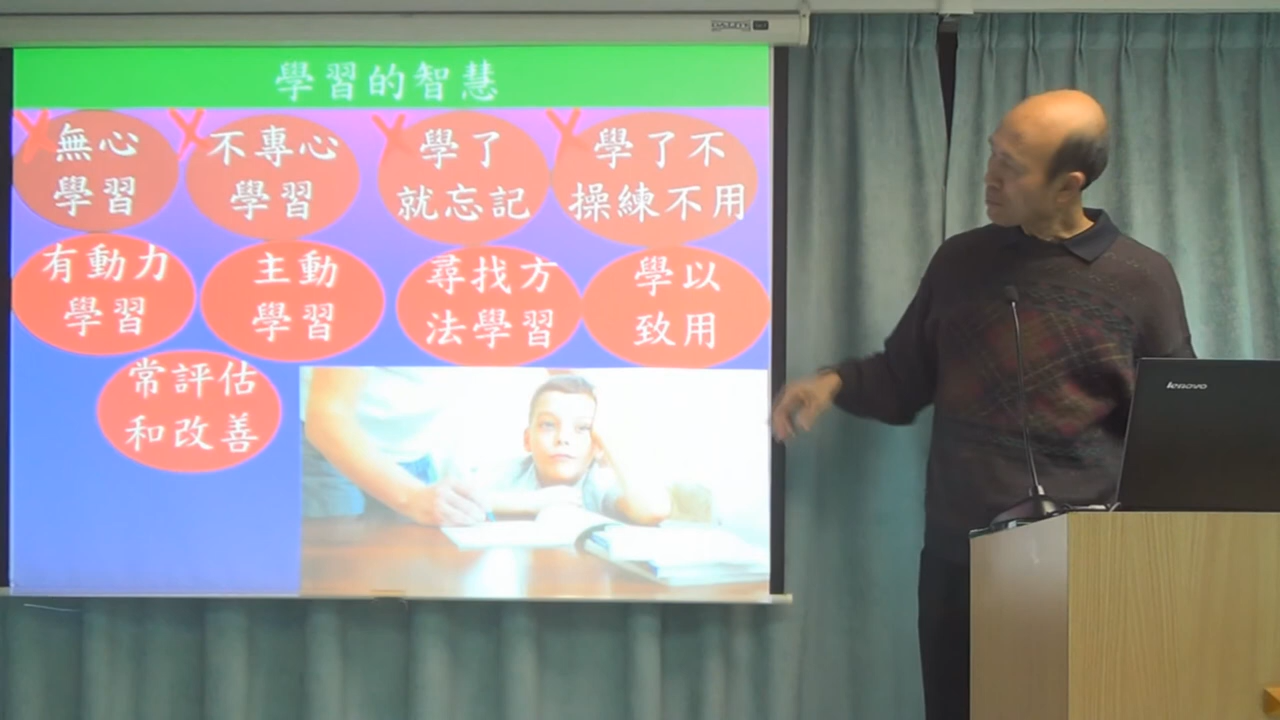 學習的智慧
無心
學習
不專心
學習
學了
就忘記
學了不
操練不用
有動力
學習
主動
學習
尋找方
法學習
學以
致用
常評估
和改善
lenovo